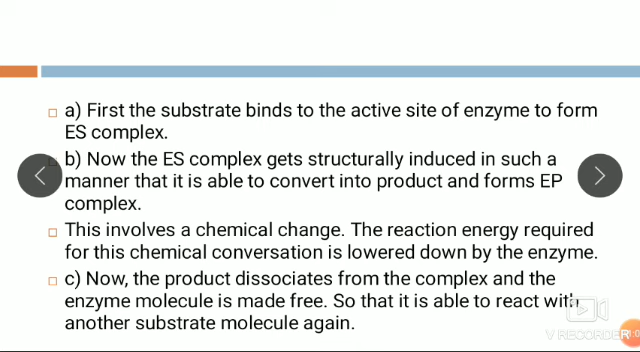 a) First the substrate binds to the active site of enzyme to form
ES complex.
b) Now the ES complex gets structurally induced in such a
manner that it is able to convert into product and forms EP
complex.
This involves a chemical change. The reaction energy required
for this chemical conversation is lowered down by the enzyme.
c) Now, the product dissociates from the complex and the
enzyme molecule is made free. So that it is able to react with
another substrate molecule again.
V RECORDER